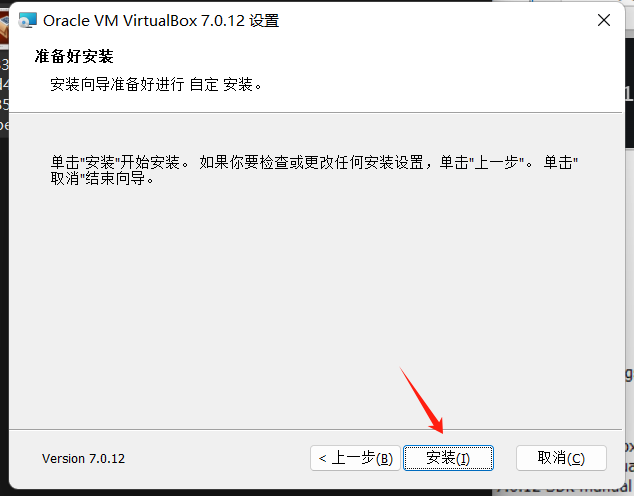 Oracle VM VirtualBox 7.0.12 设置
准备好安装
安装向导准备好进行 自定 安装。
单击"安装"开始安装。 如果你要检查或更改任何安装设置，单击"上一步"。 单击"
取消"结束向导。
Version 7.0.12
< 上一步(B)
安装(I)
取消(C)